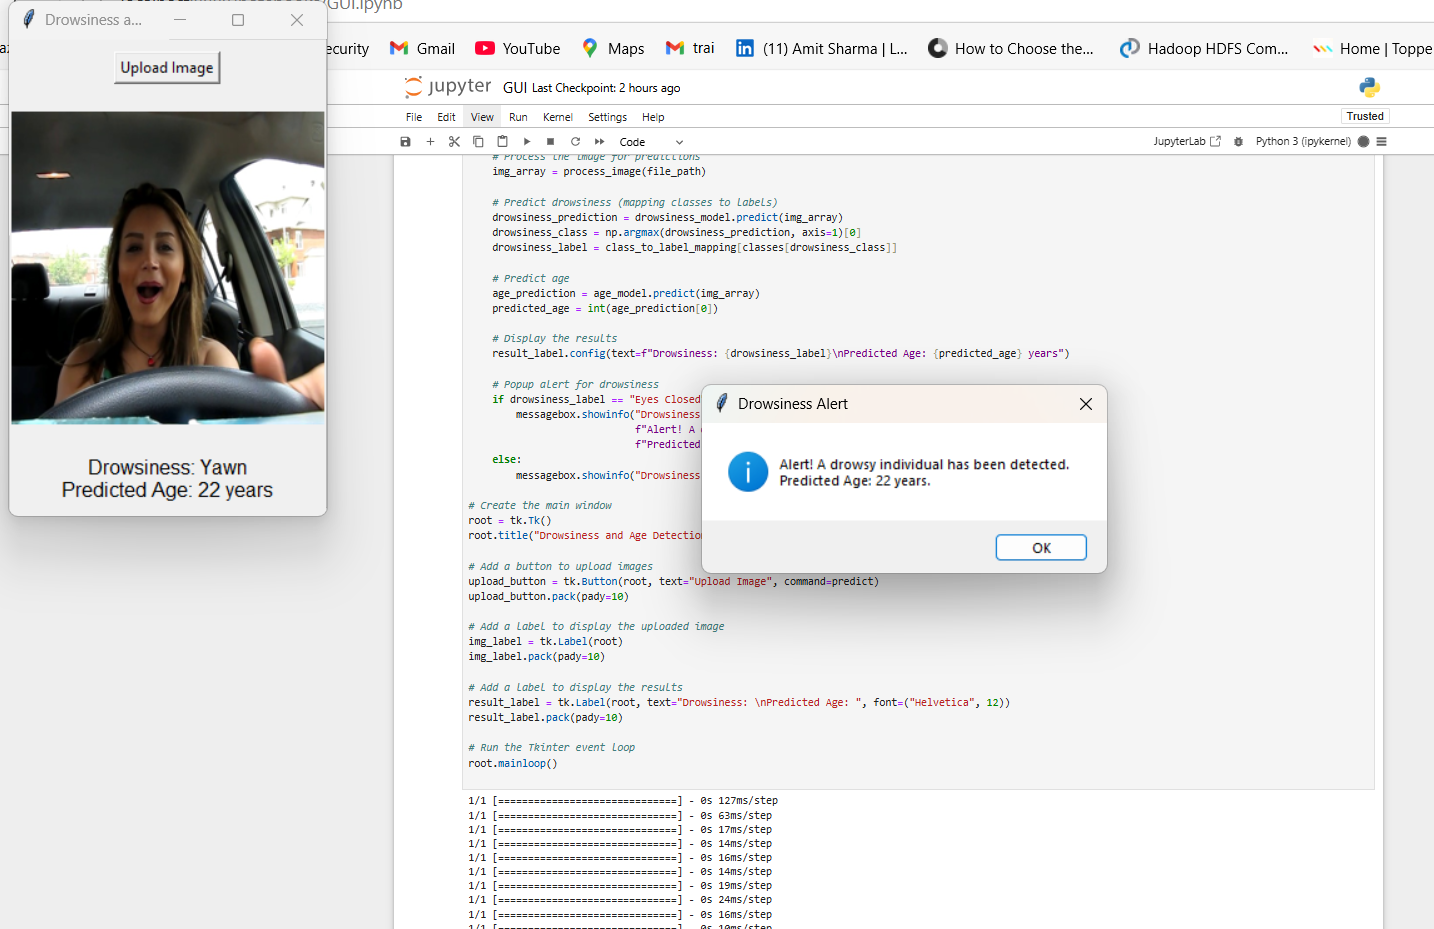 Drowsiness a...
Upload Image
Drowsiness: Yawn
Predicted Age: 22 years
GUI.ipynb
ecurity
Gmail
YouTube
Maps
trai
(11) Amit Sharma | L...
How to Choose the...
Hadoop HDFS Com...
Home | Toppe
jupyter
GUI Last Checkpoint: 2 hours ago
File Edit View Run Kernel Settings Help
Trusted
Code
JupyterLab
Python 3 (ipykernel)
# Process the image for predictions
img_array = process_image(file_path)
# Predict drowsiness (mapping classes to labels)
drowsiness_prediction = drowsiness_model.predict(img_array)
drowsiness_class = np.argmax(drowsiness_prediction, axis=1)[0]
drowsiness_label = class_to_label_mapping[classes[drowsiness_class]]
# Predict age
age_prediction = age_model.predict(img_array)
predicted_age = int(age_prediction[0])
# Display the results
result_label.config(text=f"Drowsiness: {drowsiness_label}\nPredicted Age: {predicted_age} years")
# Popup alert for drowsiness
if drowsiness_label == "Eyes Closed
messagebox.showinfo("Drowsiness
f"Alert! A
f"Predicted
else:
messagebox.showinfo("Drowsiness
# Create the main window
root = tk.Tk()
root.title("Drowsiness and Age Detection
# Add a button to upload images
upload_button = tk.Button(root, text="Upload Image", command=predict)
upload_button.pack(pady=10)
# Add a label to display the uploaded image
img_label = tk.Label(root)
img_label.pack(pady=10)
# Add a label to display the results
result_label = tk.Label(root, text="Drowsiness: \nPredicted Age: ", font=("Helvetica", 12))
result_label.pack(pady=10)
# Run the Tkinter event loop
root.mainloop()
Drowsiness Alert
Alert! A drowsy individual has been detected.
Predicted Age: 22 years.
OK
1/1 [==============================] - 0s 127ms/step
1/1 [==============================] - 0s 63ms/step
1/1 [==============================] - 0s 17ms/step
1/1 [==============================] - 0s 14ms/step
1/1 [==============================] - 0s 16ms/step
1/1 [==============================] - 0s 14ms/step
1/1 [==============================] - 0s 19ms/step
1/1 [==============================] - 0s 24ms/step
1/1 [==============================] - 0s 16ms/step